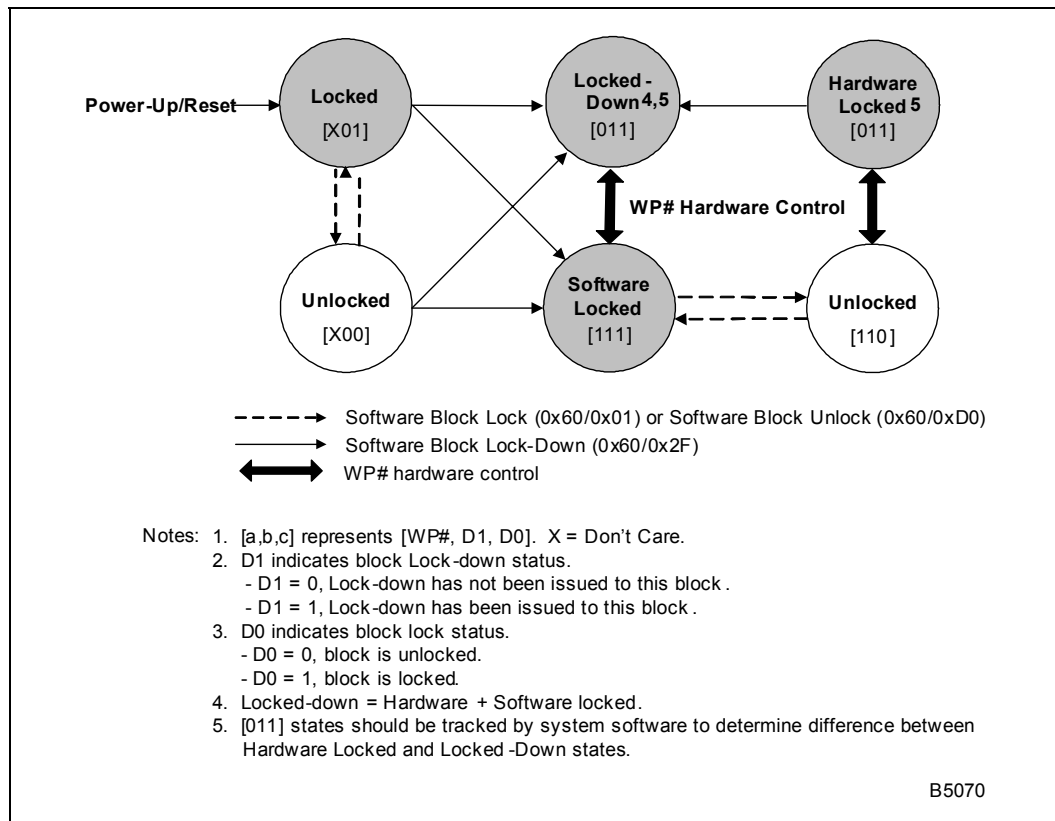 Power-Up/Reset
Locked
[X01]
Locked -
Down 4,5
[011]
Hardware
Locked 5
[011]
WP# Hardware Control
Unlocked
[X00]
Software
Locked
[111]
Unlocked
[110]
Software Block Lock (0x60/0x01) or Software Block Unlock (0x60/0xD0)
Software Block Lock-Down (0x60/0x2F)
WP# hardware control
Notes: 1. [a,b,c] represents [WP#, D1, D0]. X = Don't Care.
2. D1 indicates block Lock-down status.
- D1 = 0, Lock-down has not been issued to this block.
- D1 = 1, Lock-down has been issued to this block.
3. D0 indicates block lock status.
- D0 = 0, block is unlocked.
- D0 = 1, block is locked.
4. Locked-down = Hardware + Software locked.
5. [011] states should be tracked by system software to determine difference between
Hardware Locked and Locked -Down states.
B5070